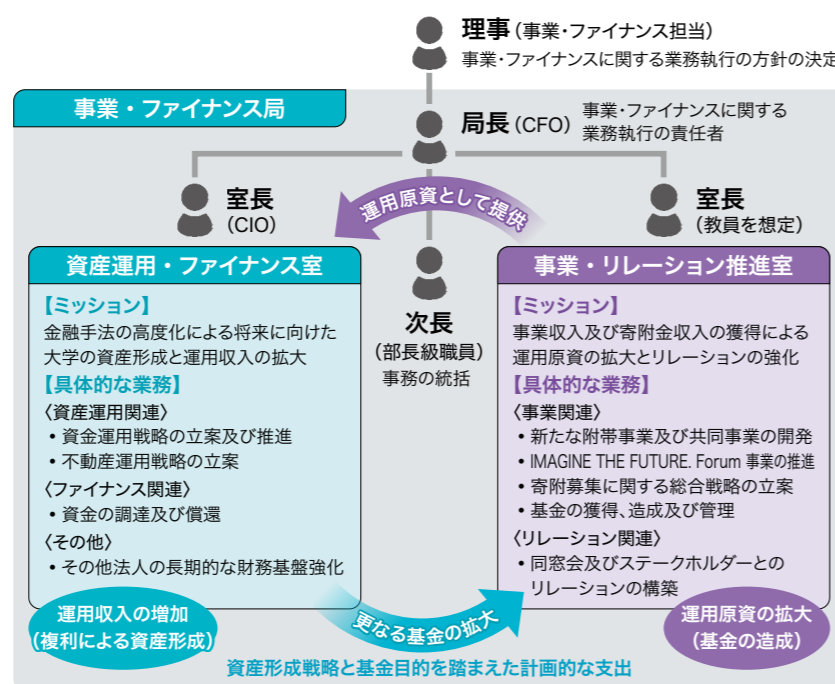 理事（事業・ファイナンス担当）
事業・ファイナンスに関する業務執行の方針の決定
事業・ファイナンス局
局長（CFO）
事業・ファイナンスに関する
業務執行の責任者
室長
（CIO）
運用原資として提供
室長
（教員を想定）
資産運用・ファイナンス室
【ミッション】
金融手法の高度化による将来に向けた
大学の資産形成と運用収入の拡大
【具体的な業務】
〈資産運用関連〉
・資金運用戦略の立案及び推進
・不動産運用戦略の立案
〈ファイナンス関連〉
・資金の調達及び償還
〈その他〉
・その他法人の長期的な財務基盤強化
運用収入の増加
（複利による資産形成）
次長
（部長級職員）
事務の統括
事業・リレーション推進室
【ミッション】
事業収入及び寄附金収入の獲得による
運用原資の拡大とリレーションの強化
【具体的な業務】
〈事業関連〉
・新たな附帯事業及び共同事業の開発
・IMAGINE THE FUTURE. Forum 事業の推進
・寄附募集に関する総合戦略の立案
・基金の獲得、造成及び管理
〈リレーション関連〉
・同窓会及びステークホルダーとの
リレーションの構築
運用原資の拡大
（基金の造成）
更なる基金の拡大
資産形成戦略と基金目的を踏まえた計画的な支出